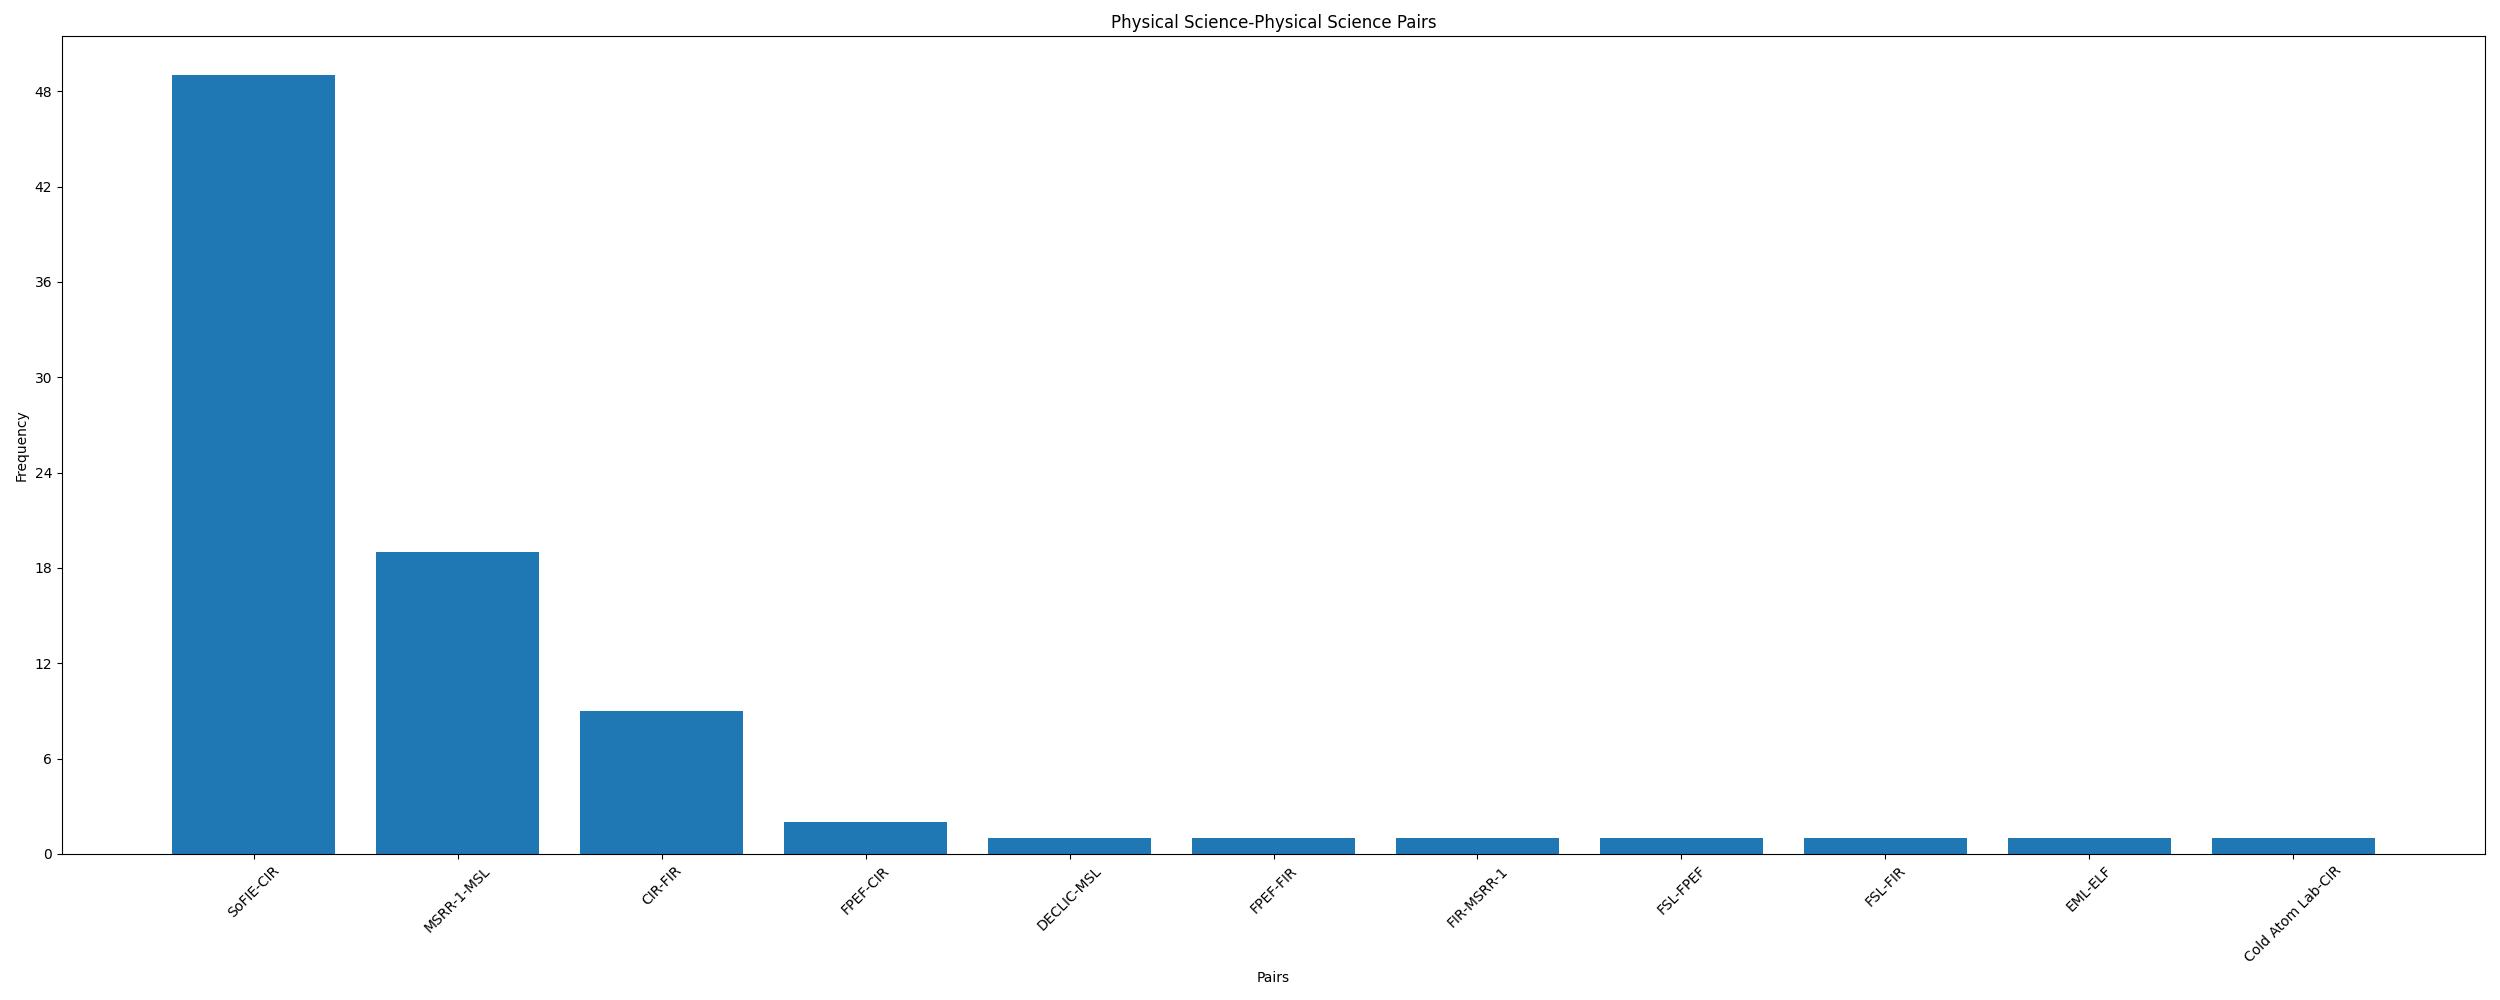 Physical Science-Physical Science Pairs
48
42
36
30
24
18
12
6
0
Frequency
SoFIE-CIR
MSRR-1-MSL
CIR-FIR
FPEF-CIR
DECLIC-MSL
FPEF-FIR
FIR-MSRR-1
FSL-FPEF
FSL-FIR
EML-ELF
Cold Atom Lab-CIR
Pairs